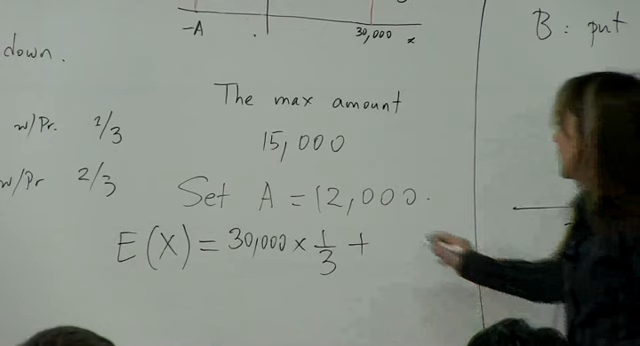 -A
30,000 x
down.
B: put
The max amount
w/Pr. 2/3
15,000
w/Pr 2/3
Set A = 12,000.
E(X) = 30,000 × 1/3 +